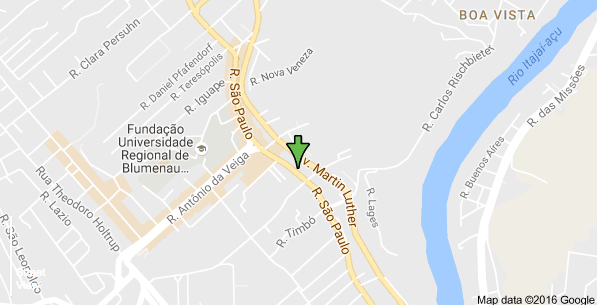 BOA VISTA
R. Clara Persuhn
R. Daniel Pfafendorf
R. Teresópolis
R. Iguape
R. São Paulo
R. Nova Veneza
R. Carlos Rischbieter
Rio Itajaí-açu
R. das Missões
R. Buenos Aires
Fundação
Universidade
Regional de
Blumenau...
R. Antônio da Veiga
Rua Theodoro Holtrup
R. Lazio
R. São Leopoldo
v. Martin Luther
R. São Paulo
R. Lages
R. Timbó
Map data ©2016 Google